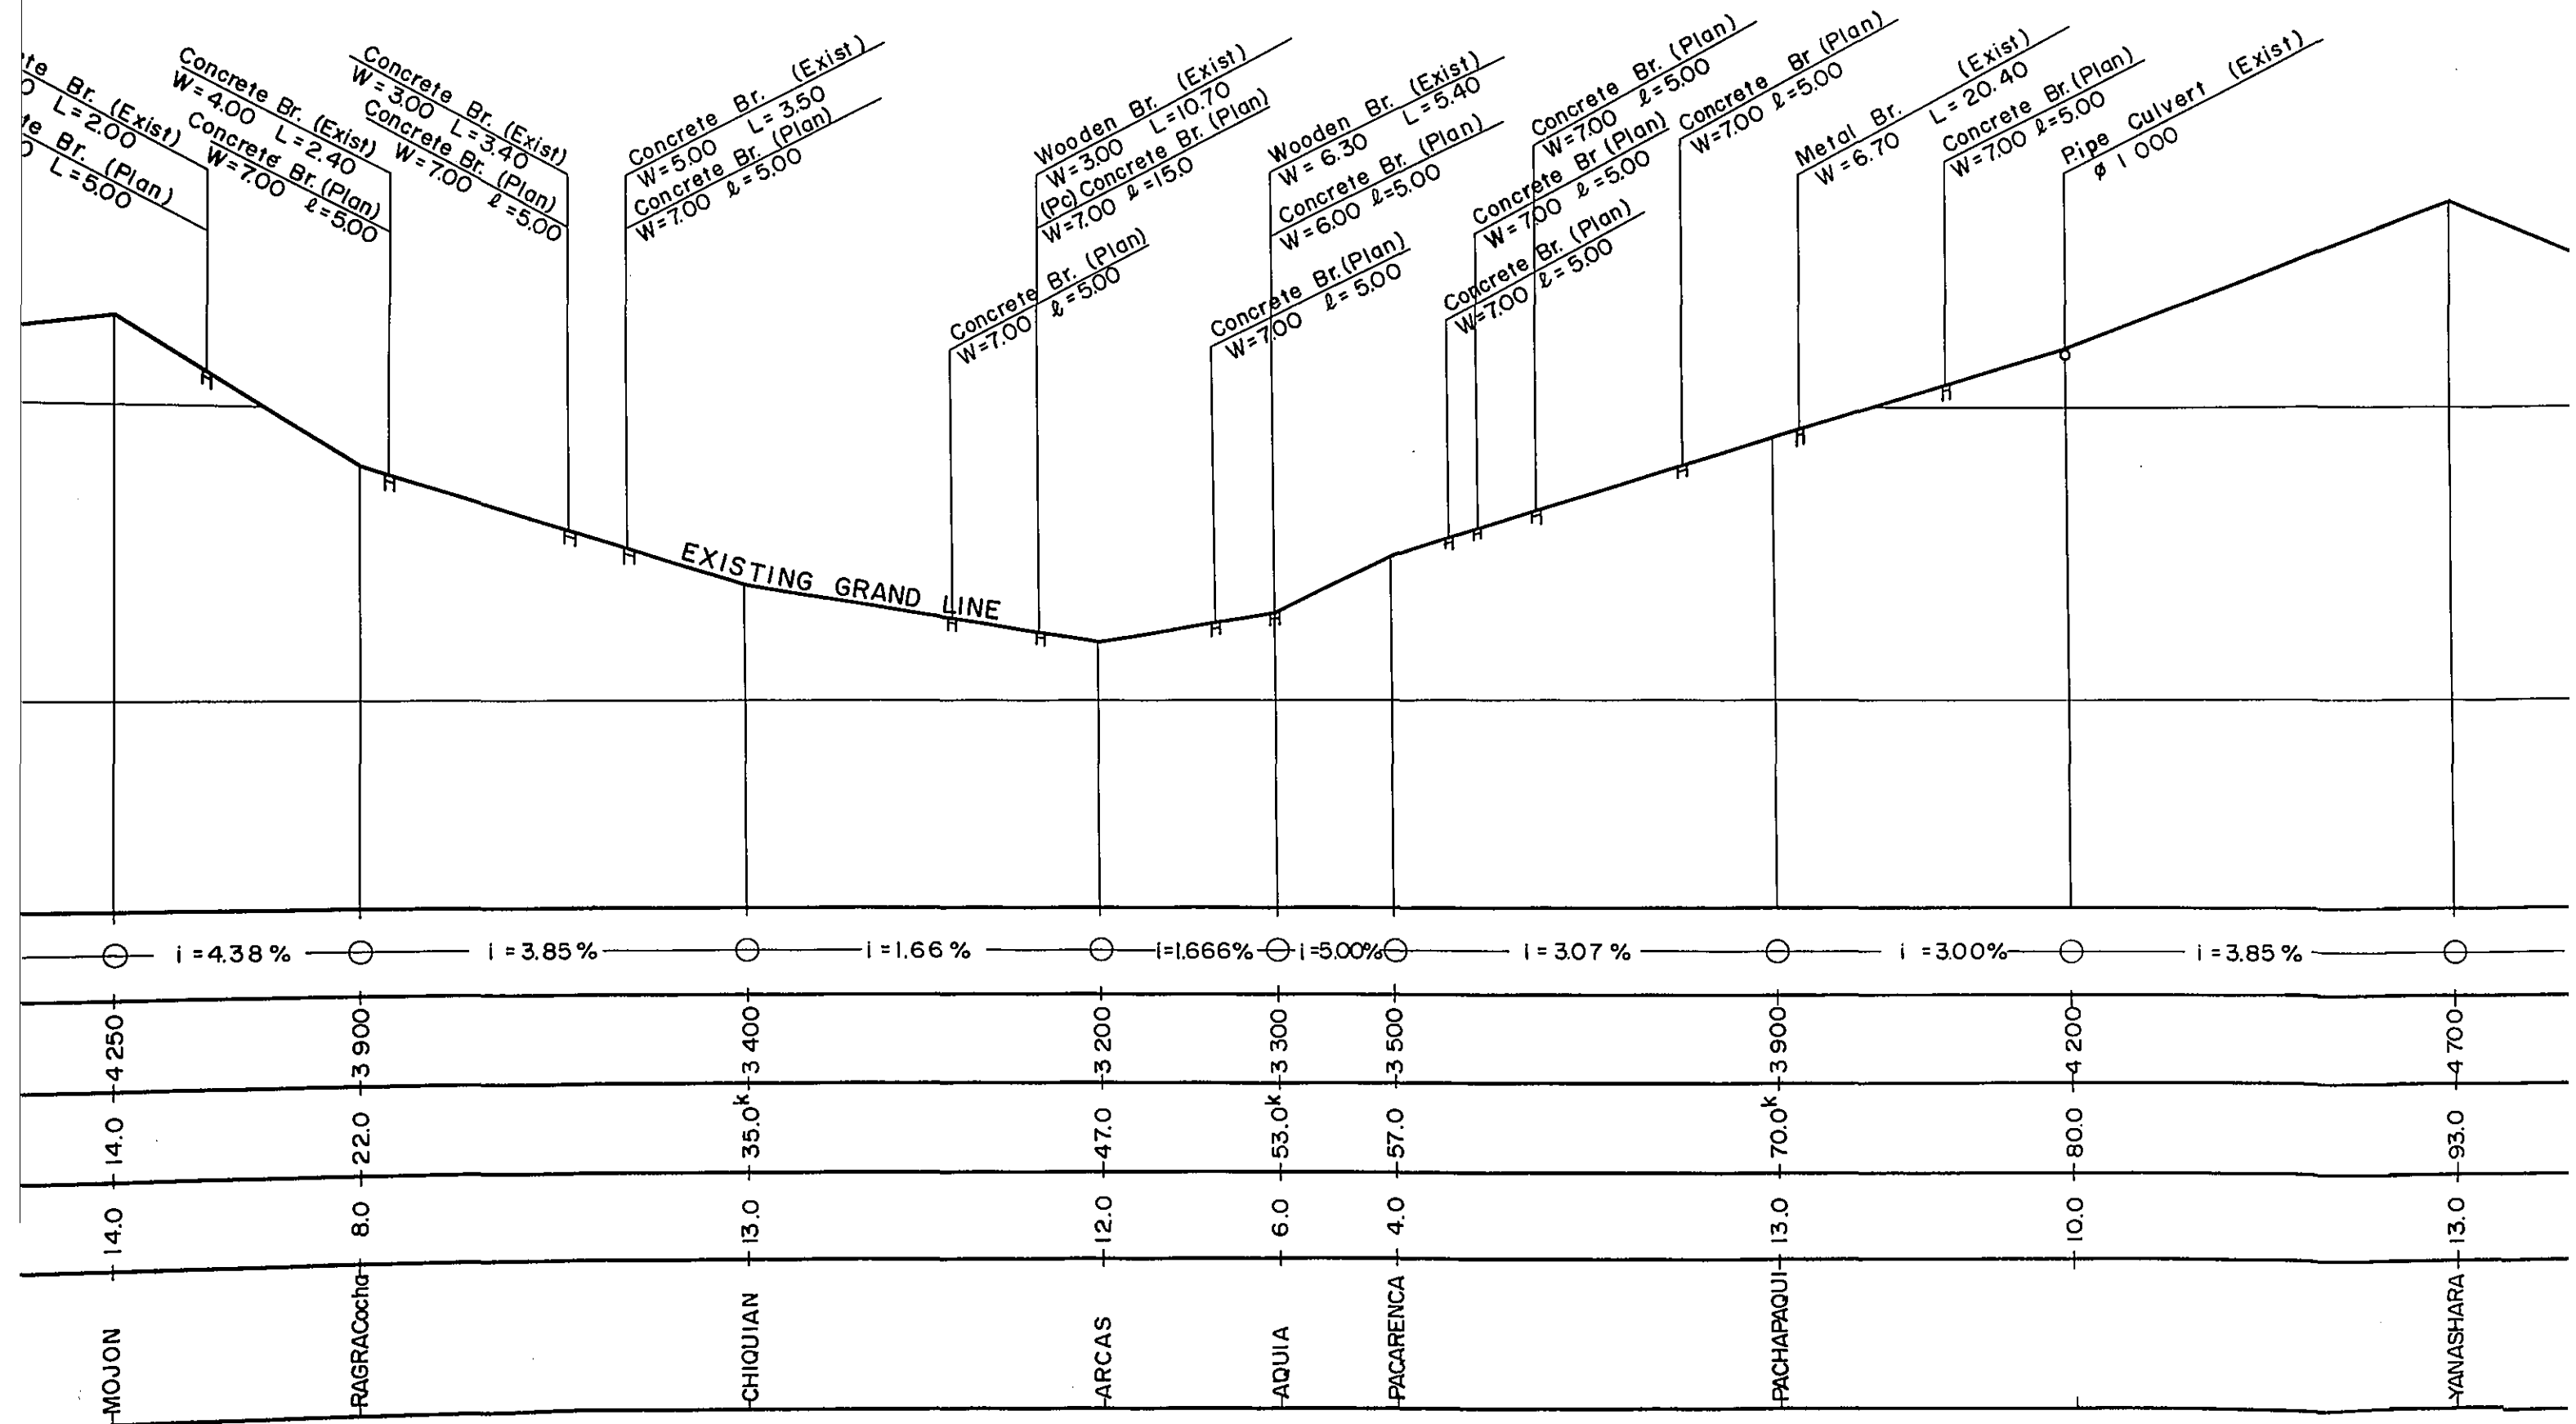 te Br. (Exist)
0 L=2.00
te Br. (Plan)
0 L=5.00
Concrete Br. (Exist)
W=4.00 L=2.40
Concrete Br. (Plan)
W=7.00 ℓ=5.00
Concrete Br. (Exist)
W=3.00 L=3.40
Concrete Br. (Plan)
W=7.00 ℓ=5.00
Concrete Br. (Exist)
W=5.00 L=3.50
Concrete Br. (Plan)
W=7.00 ℓ=5.00
Concrete Br. (Plan)
W=7.00 ℓ=5.00
Wooden Br. (Exist)
W=3.00 L=10.70
(Pc) Concrete Br. (Plan)
W=7.00 ℓ=15.0
Concrete Br. (Plan)
W=7.00 ℓ=5.00
Wooden Br. (Exist)
W=6.30 L=5.40
Concrete Br. (Plan)
W=6.00 ℓ=5.00
Concrete Br. (Plan)
W=7.00 ℓ=5.00
Concrete Br (Plan)
W=7.00 ℓ=5.00
Concrete Br. (Plan)
W=7.00 ℓ=5.00
Concrete Br (Plan)
W=7.00 ℓ=5.00
Metal Br. (Exist)
W=6.70 L=20.40
Concrete Br. (Plan)
W=7.00 ℓ=5.00
Pipe Culvert (Exist)
ø 1 000
EXISTING GRAND LINE
i=4.38% i=3.85% i=1.66% i=1.666% i=5.00% i=3.07% i=3.00% i=3.85%
4 250 3 900 3 400 3 200 3 300 3 500 3 900 4 200 4 700
14.0 22.0 35.0k 47.0 53.0k 57.0 70.0k 80.0 93.0
14.0 8.0 13.0 12.0 6.0 4.0 13.0 10.0 13.0
MOJON RAGRACocha CHIQUIAN ARCAS AQUIA PACARENCA PACHAPAQUI YANASHARA